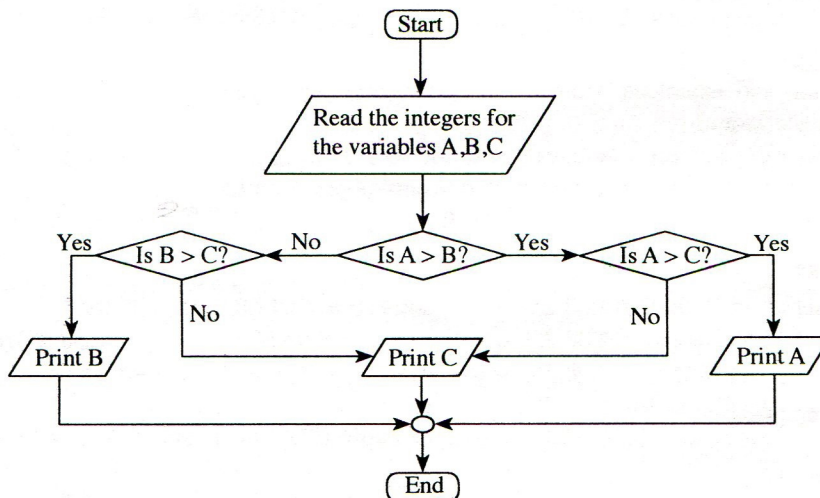 Start
Read the integers for
the variables A,B,C
Yes
Is B > C?
No
Is A > B?
Yes
Is A > C?
Yes
No
No
Print B
Print C
Print A
End